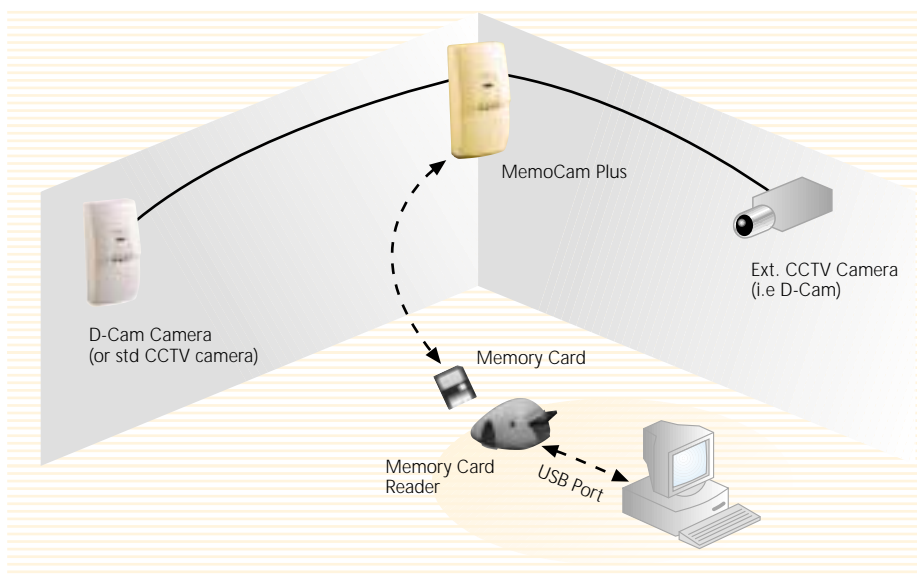 MemoCam Plus
Ext. CCTV Camera
(i.e D-Cam)
D-Cam Camera
(or std CCTV camera)
Memory Card
Memory Card
Reader
USB Port